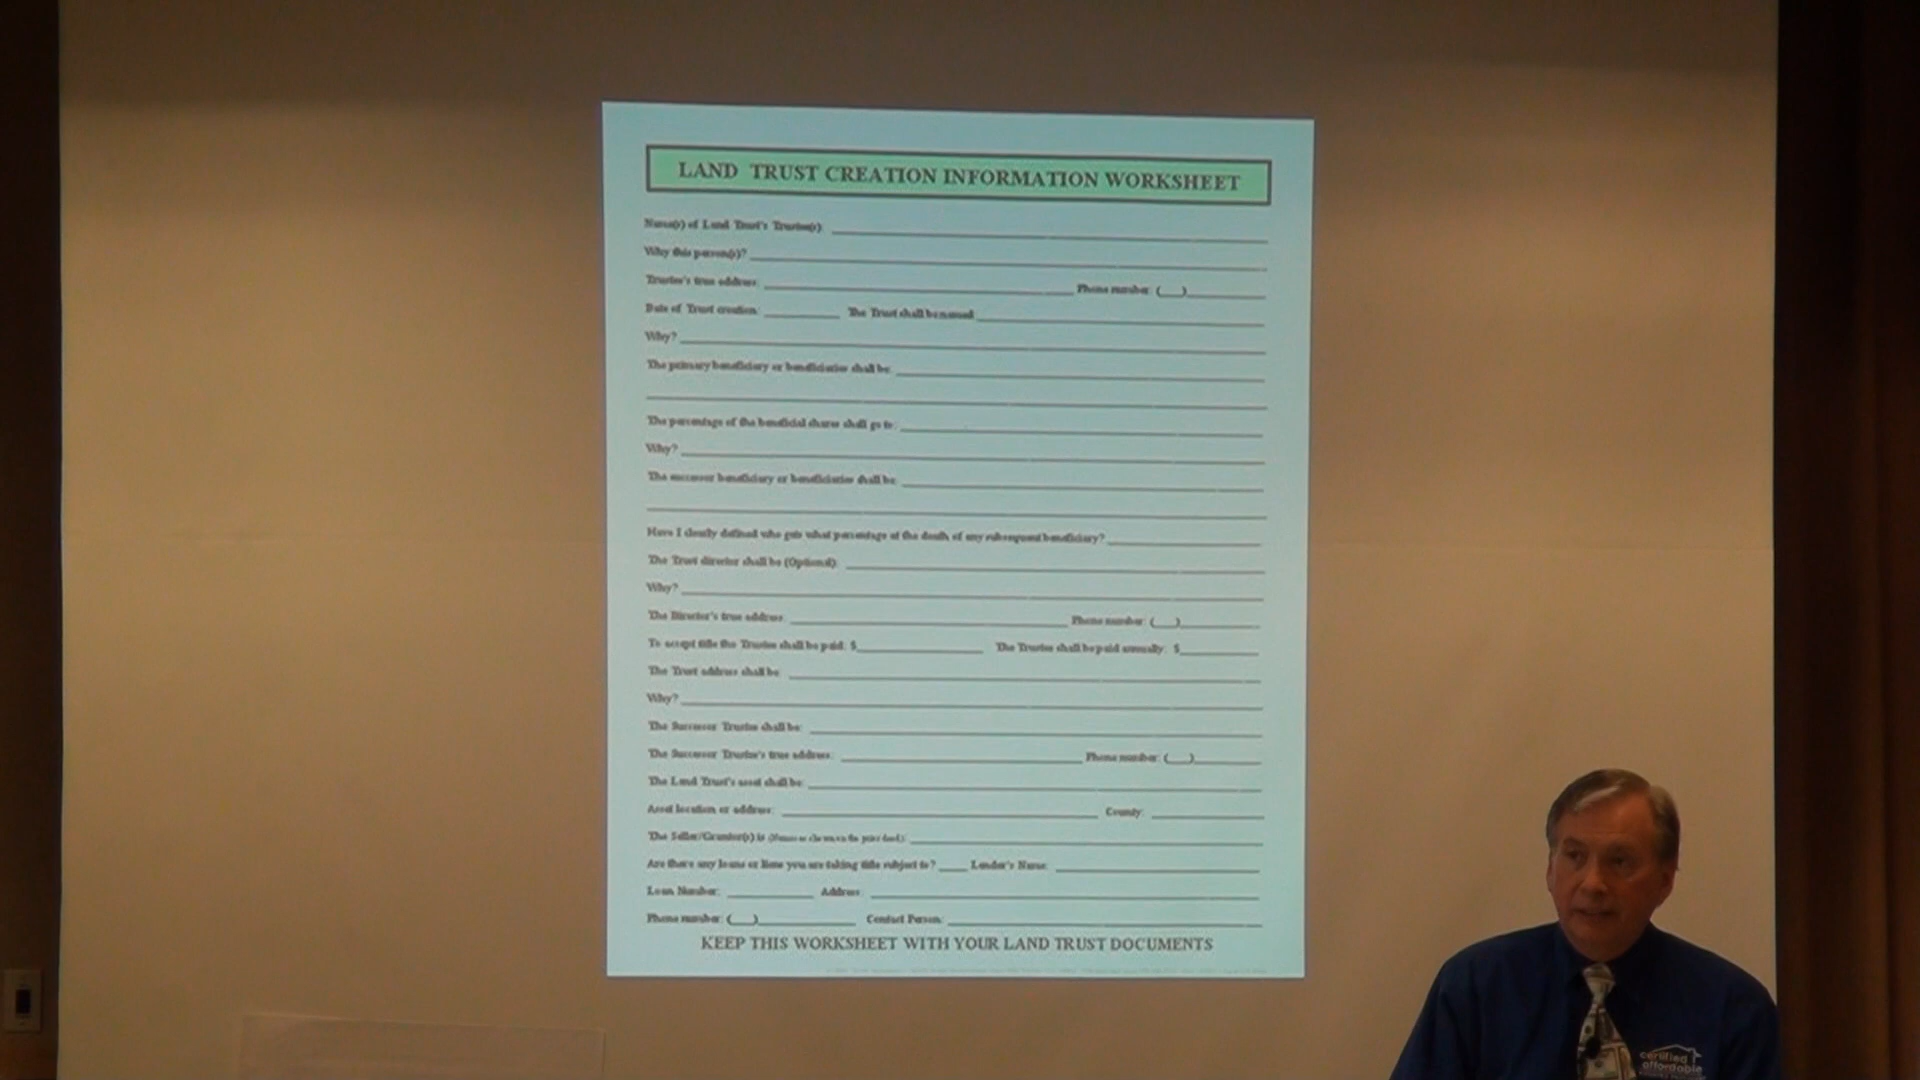 LAND TRUST CREATION INFORMATION WORKSHEET
Name(s) of Land Trust's Trustee(s):
Why this person(s)?
Trustee's true address: Phone number: ( )
Date of Trust creation: The Trust shall be named:
Why?
The primary beneficiary or beneficiaries shall be:
The percentage of the beneficial shares shall go to:
Why?
The successor beneficiary or beneficiaries shall be:
Have I clearly defined who gets what percentage at the death of any subsequent beneficiary?
The Trust director shall be (Optional):
Why?
The Director's true address: Phone number: ( )
To accept title the Trustee shall be paid: $ The Trustee shall be paid annually: $
The Trust address shall be:
Why?
The Successor Trustee shall be:
The Successor Trustee's true address: Phone number: ( )
The Land Trust's asset shall be:
Asset location or address: County:
The Seller/Grantor(s) is
Are there any loans or liens you are taking title subject to? Lender's Name:
Loan Number: Address:
Phone number: ( ) Contact Person:
KEEP THIS WORKSHEET WITH YOUR LAND TRUST DOCUMENTS
certified
affordable